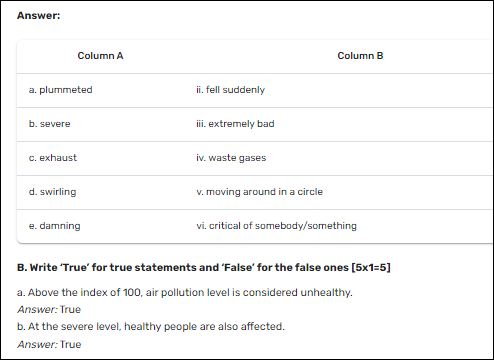 Answer:
Column A Column B
a. plummeted ii. fell suddenly
b. severe iii. extremely bad
c. exhaust iv. waste gases
d. swirling v. moving around in a circle
e. damning vi. critical of somebody/something
B. Write ‘True’ for true statements and ‘False’ for the false ones [5x1=5]
a. Above the index of 100, air pollution level is considered unhealthy.
Answer: True
b. At the severe level, healthy people are also affected.
Answer: True